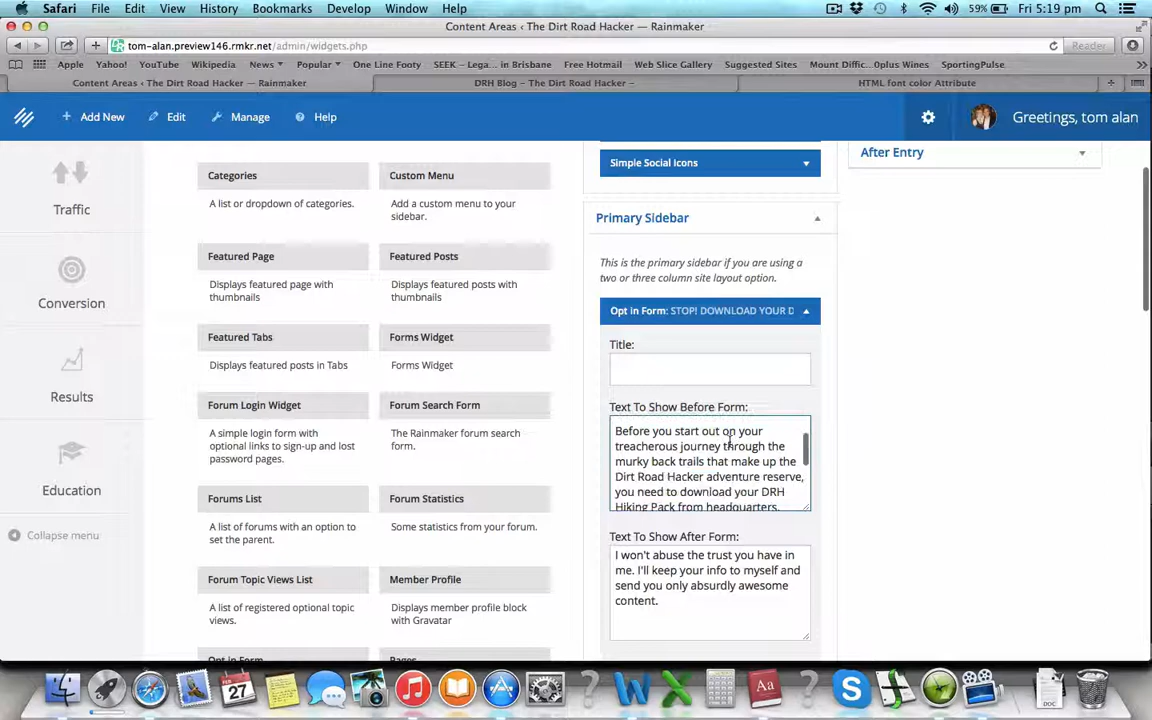 Safari File Edit View History Bookmarks Develop Window Help 59% Fri 5:19 pm
Content Areas ‹ The Dirt Road Hacker — Rainmaker
tom-alan.preview146.rmkr.net/admin/widgets.php Reader
Apple Yahoo! YouTube Wikipedia News Popular One Line Footy SEEK – Lega... in Brisbane Free Hotmail Web Slice Gallery Suggested Sites Mount Diffic...0plus Wines SportingPulse
Content Areas ‹ The Dirt Road Hacker — Rainmaker DRH Blog – The Dirt Road Hacker – HTML font color Attribute
Add New Edit Manage Help Greetings, tom alan
Traffic
Conversion
Results
Education
Collapse menu
Categories
A list or dropdown of categories.
Custom Menu
Add a custom menu to your
sidebar.
Featured Page
Displays featured page with
thumbnails
Featured Posts
Displays featured posts with
thumbnails
Featured Tabs
Displays featured posts in Tabs
Forms Widget
Forms Widget
Forum Login Widget
A simple login form with
optional links to sign-up and lost
password pages.
Forum Search Form
The Rainmaker forum search
form.
Forums List
A list of forums with an option to
set the parent.
Forum Statistics
Some statistics from your forum.
Forum Topic Views List
A list of registered optional topic
views.
Member Profile
Displays member profile block
with Gravatar
Opt in Form
Pages
Simple Social Icons
Primary Sidebar
This is the primary sidebar if you are using a
two or three column site layout option.
Opt in Form: STOP! DOWNLOAD YOUR D
Title:
Text To Show Before Form:
Before you start out on your
treacherous journey through the
murky back trails that make up the
Dirt Road Hacker adventure reserve,
you need to download your DRH
Hiking Pack from headquarters.
Text To Show After Form:
I won't abuse the trust you have in
me. I'll keep your info to myself and
send you only absurdly awesome
content.
After Entry
FEB
27